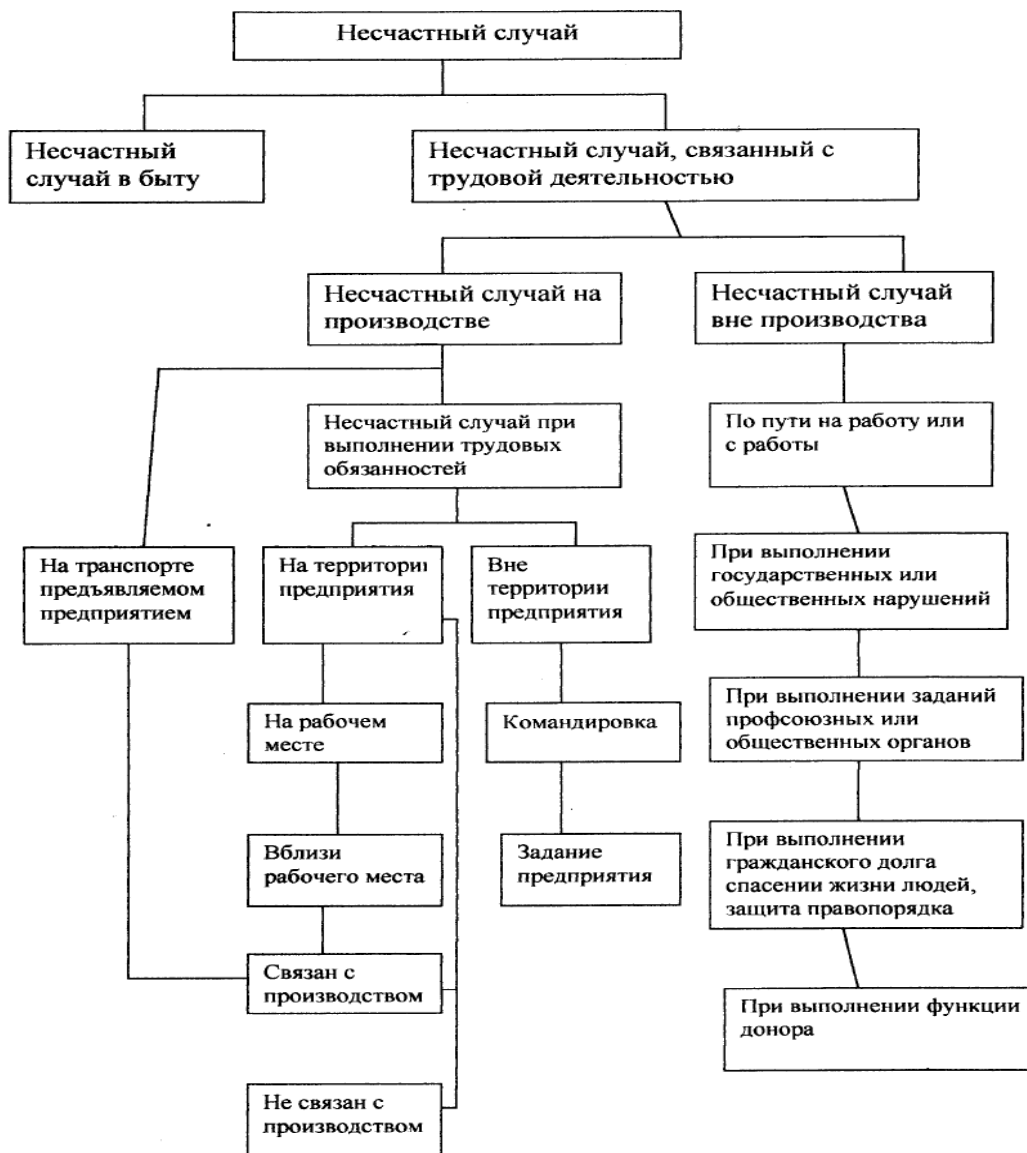 Несчастный случай
Несчастный
случай в быту
Несчастный случай, связанный с
трудовой деятельностью
Несчастный случай на
производстве
Несчастный случай
вне производства
Несчастный случай при
выполнении трудовых
обязанностей
По пути на работу или
с работы
На транспорте
предъявляемом
предприятием
На территори
предприятия
Вне
территории
предприятия
При выполнении
государственных или
общественных нарушений
На рабочем
месте
Командировка
При выполнении заданий
профсоюзных или
общественных органов
Вблизи
рабочего места
Задание
предприятия
При выполнении
гражданского долга
спасении жизни людей,
защита правопорядка
Связан с
производством
При выполнении функции
донора
Не связан с
производством